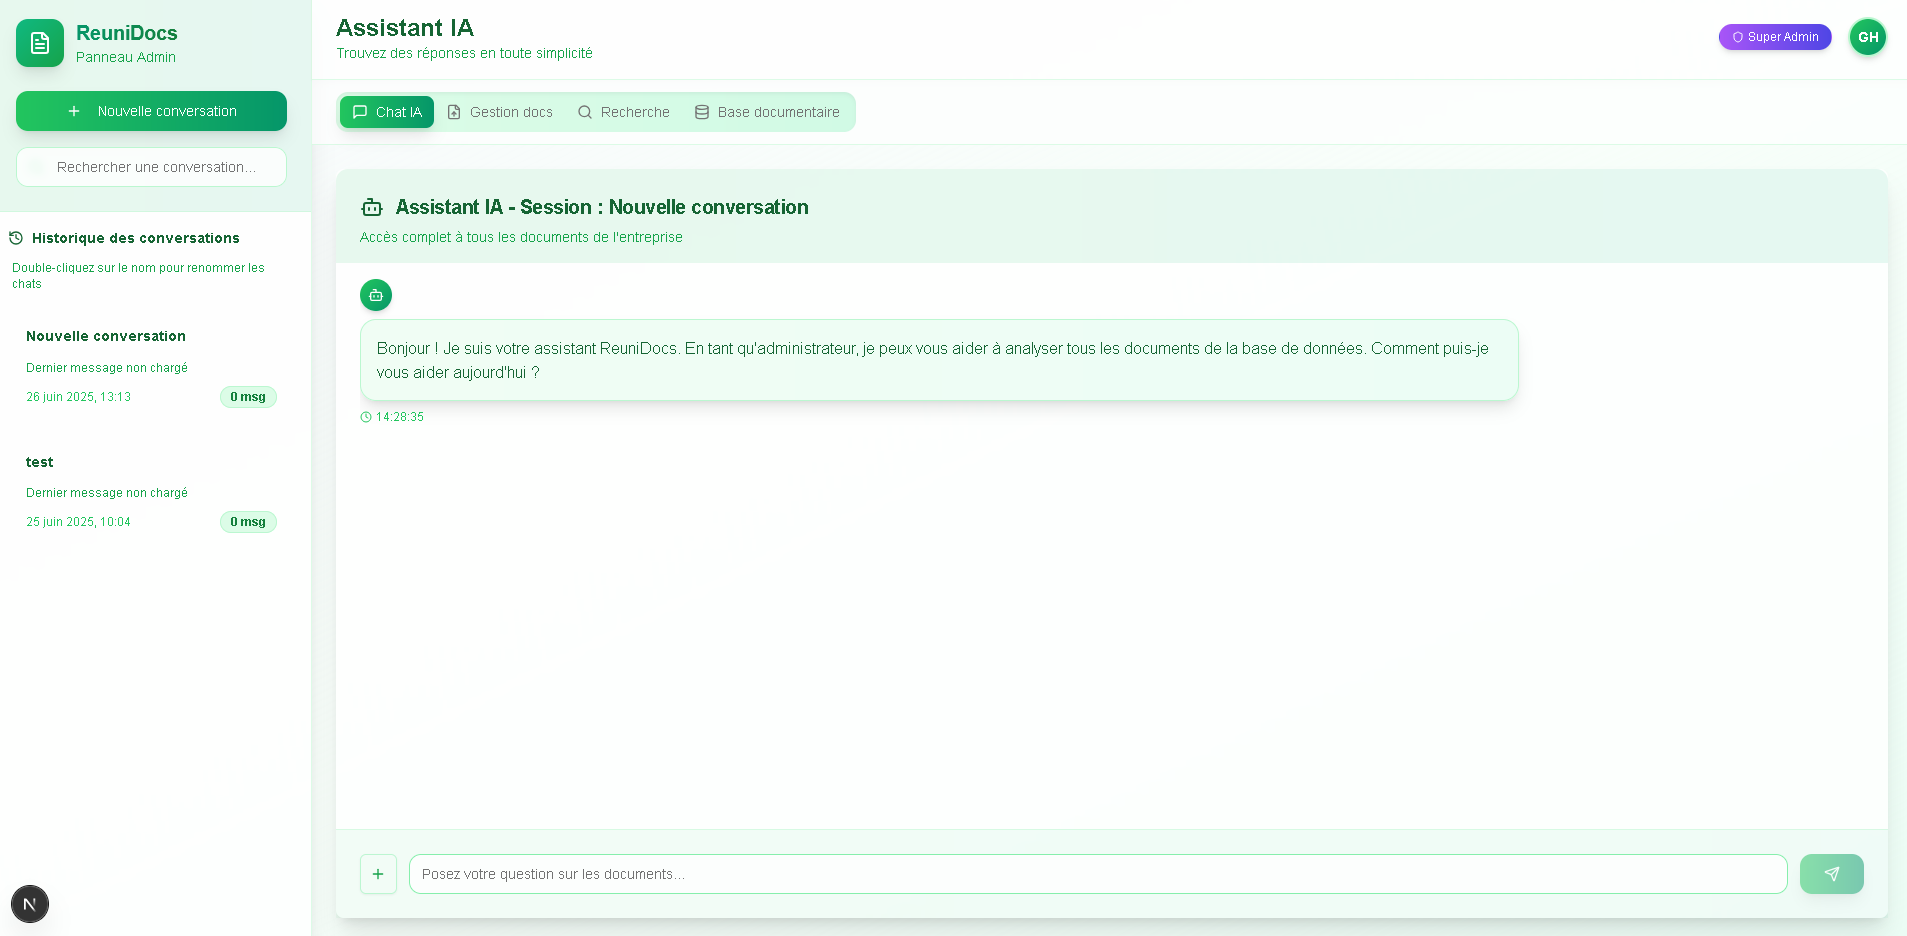 ReuniDocs
Panneau Admin
Nouvelle conversation
Rechercher une conversation...
Historique des conversations
Double-cliquez sur le nom pour renommer les
chats
Nouvelle conversation
Dernier message non chargé
26 juin 2025, 13:13
0 msg
test
Dernier message non chargé
25 juin 2025, 10:04
0 msg
N
Assistant IA
Trouvez des réponses en toute simplicité
Super Admin
GH
Chat IA
Gestion docs
Recherche
Base documentaire
Assistant IA - Session : Nouvelle conversation
Accès complet à tous les documents de l'entreprise
Bonjour ! Je suis votre assistant ReuniDocs. En tant qu'administrateur, je peux vous aider à analyser tous les documents de la base de données. Comment puis-je
vous aider aujourd'hui ?
14:28:35
Posez votre question sur les documents...